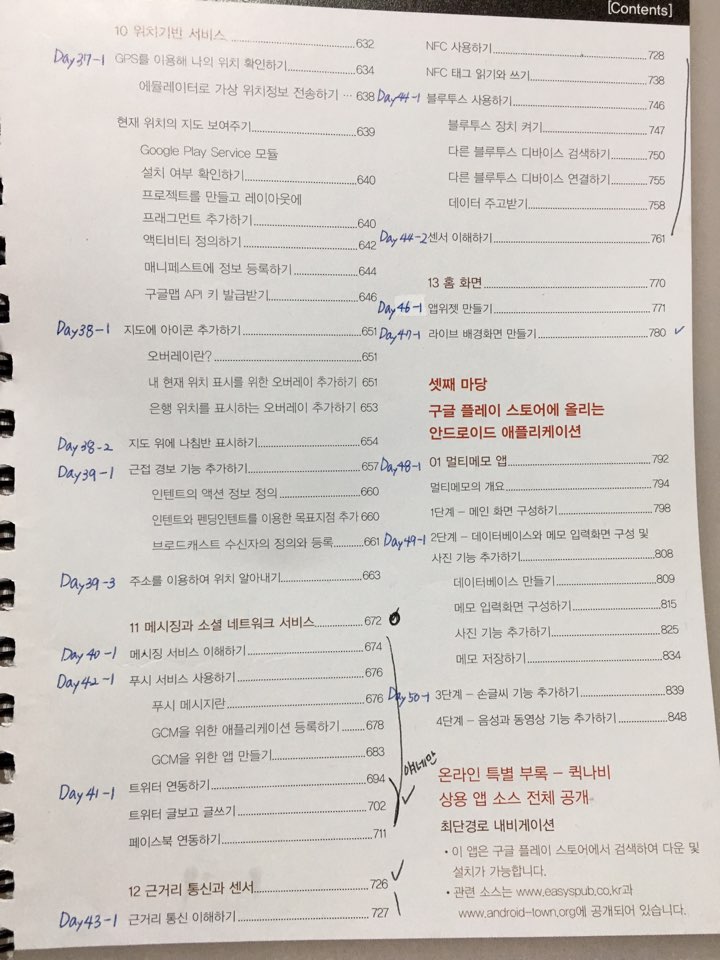 [Contents]
10 위치기반 서비스 632
Day37-1 GPS를 이용해 나의 위치 확인하기 634
에뮬레이터로 가상 위치정보 전송하기 … 638
현재 위치의 지도 보여주기 639
Google Play Service 모듈
설치 여부 확인하기 640
프로젝트를 만들고 레이아웃에
프래그먼트 추가하기 640
액티비티 정의하기 642
매니페스트에 정보 등록하기 644
구글맵 API 키 발급받기 646
Day38-1 지도에 아이콘 추가하기 651
오버레이란? 651
내 현재 위치 표시를 위한 오버레이 추가하기 651
은행 위치를 표시하는 오버레이 추가하기 653
Day38-2 지도 위에 나침반 표시하기 654
Day39-1 근접 경보 기능 추가하기 657
인텐트의 액션 정보 정의 660
인텐트와 펜딩인텐트를 이용한 목표지점 추가 660
브로드캐스트 수신자의 정의와 등록 661
Day39-3 주소를 이용하여 위치 알아내기 663
11 메시징과 소셜 네트워크 서비스 672
Day40-1 메시징 서비스 이해하기 674
Day42-1 푸시 서비스 사용하기 676
푸시 메시지란 676
GCM을 위한 애플리케이션 등록하기 678
GCM을 위한 앱 만들기 683
Day41-1 트위터 연동하기 694
트위터 글보고 글쓰기 702
페이스북 연동하기 711
12 근거리 통신과 센서 726
Day43-1 근거리 통신 이해하기 727
NFC 사용하기 728
NFC 태그 읽기와 쓰기 738
Day44-1 블루투스 사용하기 746
블루투스 장치 켜기 747
다른 블루투스 디바이스 검색하기 750
다른 블루투스 디바이스 연결하기 755
데이터 주고받기 758
Day44-2 센서 이해하기 761
13 홈 화면 770
Day46-1 앱위젯 만들기 771
Day47-1 라이브 배경화면 만들기 780
셋째 마당
구글 플레이 스토어에 올리는
안드로이드 애플리케이션
Day48-1 01 멀티메모 앱 792
멀티메모의 개요 794
1단계 – 메인 화면 구성하기 798
Day49-1 2단계 – 데이터베이스와 메모 입력화면 구성 및
사진 기능 추가하기 808
데이터베이스 만들기 809
메모 입력화면 구성하기 815
사진 기능 추가하기 825
메모 저장하기 834
Day50-1 3단계 – 손글씨 기능 추가하기 839
4단계 – 음성과 동영상 기능 추가하기 848
온라인 특별 부록 – 퀵나비
상용 앱 소스 전체 공개
최단경로 내비게이션
• 이 앱은 구글 플레이 스토어에서 검색하여 다운 및
설치가 가능합니다.
• 관련 소스는 www.easyspub.co.kr과
www.android-town.org에 공개되어 있습니다.